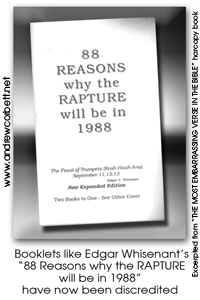 88
REASONS
why the
RAPTURE
will be in
1988
The Feast of Trumpets (Rosh-Hash-Ana)
September 11,12,13
Edgar C. Whisenant
New Expanded Edition
Two Books in One - See Other Cover
www.andrewcorbett.net
Excerpted from "THE MOST EMBARRASSING VERSE IN THE BIBLE" hardcopy book
Booklets like Edgar Whisenant's
"88 Reasons why the RAPTURE
will be in 1988"
have now been discredited